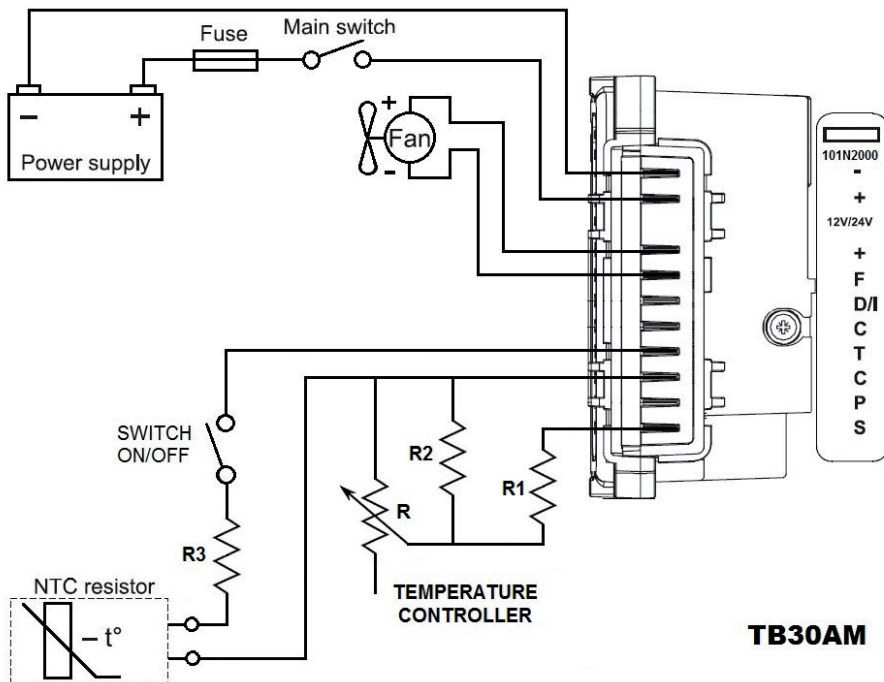 Fuse
Main switch
− +
Power supply
+
Fan
-
101N2000
-
+
12V/24V
+
F
D/I
C
T
C
P
S
SWITCH
ON/OFF
R2
R1
R
R3
NTC resistor
– t°
TEMPERATURE
CONTROLLER
TB30AM